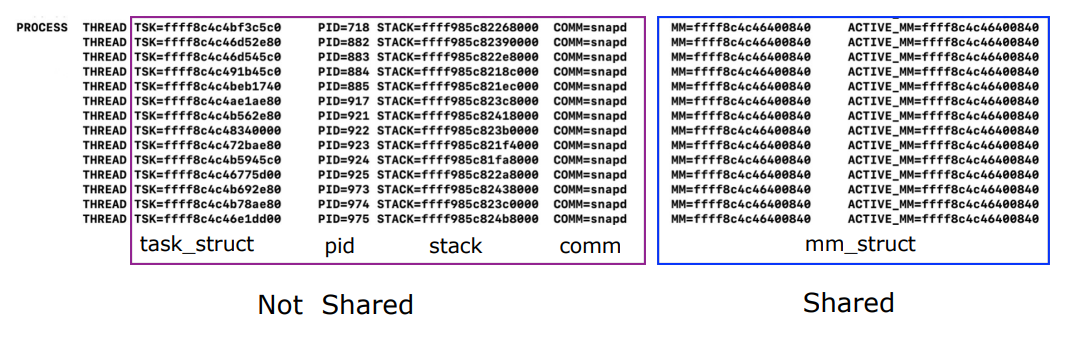 PROCESS THREAD TSK=ffff8c4c4bf3c5c0 PID=718 STACK=ffff985c82268000 COMM=snapd MM=ffff8c4c46400840 ACTIVE_MM=ffff8c4c46400840
THREAD TSK=ffff8c4c46d52e80 PID=882 STACK=ffff985c82390000 COMM=snapd MM=ffff8c4c46400840 ACTIVE_MM=ffff8c4c46400840
THREAD TSK=ffff8c4c46d545c0 PID=883 STACK=ffff985c822e8000 COMM=snapd MM=ffff8c4c46400840 ACTIVE_MM=ffff8c4c46400840
THREAD TSK=ffff8c4c491b45c0 PID=884 STACK=ffff985c8218c000 COMM=snapd MM=ffff8c4c46400840 ACTIVE_MM=ffff8c4c46400840
THREAD TSK=ffff8c4c4beb1740 PID=885 STACK=ffff985c821ec000 COMM=snapd MM=ffff8c4c46400840 ACTIVE_MM=ffff8c4c46400840
THREAD TSK=ffff8c4c4ae1ae80 PID=917 STACK=ffff985c823c8000 COMM=snapd MM=ffff8c4c46400840 ACTIVE_MM=ffff8c4c46400840
THREAD TSK=ffff8c4c4b562e80 PID=921 STACK=ffff985c82418000 COMM=snapd MM=ffff8c4c46400840 ACTIVE_MM=ffff8c4c46400840
THREAD TSK=ffff8c4c48340000 PID=922 STACK=ffff985c823b0000 COMM=snapd MM=ffff8c4c46400840 ACTIVE_MM=ffff8c4c46400840
THREAD TSK=ffff8c4c472bae80 PID=923 STACK=ffff985c821f4000 COMM=snapd MM=ffff8c4c46400840 ACTIVE_MM=ffff8c4c46400840
THREAD TSK=ffff8c4c4b5945c0 PID=924 STACK=ffff985c81fa8000 COMM=snapd MM=ffff8c4c46400840 ACTIVE_MM=ffff8c4c46400840
THREAD TSK=ffff8c4c46775d00 PID=925 STACK=ffff985c822a8000 COMM=snapd MM=ffff8c4c46400840 ACTIVE_MM=ffff8c4c46400840
THREAD TSK=ffff8c4c4b692e80 PID=973 STACK=ffff985c82438000 COMM=snapd MM=ffff8c4c46400840 ACTIVE_MM=ffff8c4c46400840
THREAD TSK=ffff8c4c4b78ae80 PID=974 STACK=ffff985c823c0000 COMM=snapd MM=ffff8c4c46400840 ACTIVE_MM=ffff8c4c46400840
THREAD TSK=ffff8c4c46e1dd00 PID=975 STACK=ffff985c824b8000 COMM=snapd MM=ffff8c4c46400840 ACTIVE_MM=ffff8c4c46400840
task_struct pid stack comm mm_struct
Not Shared Shared